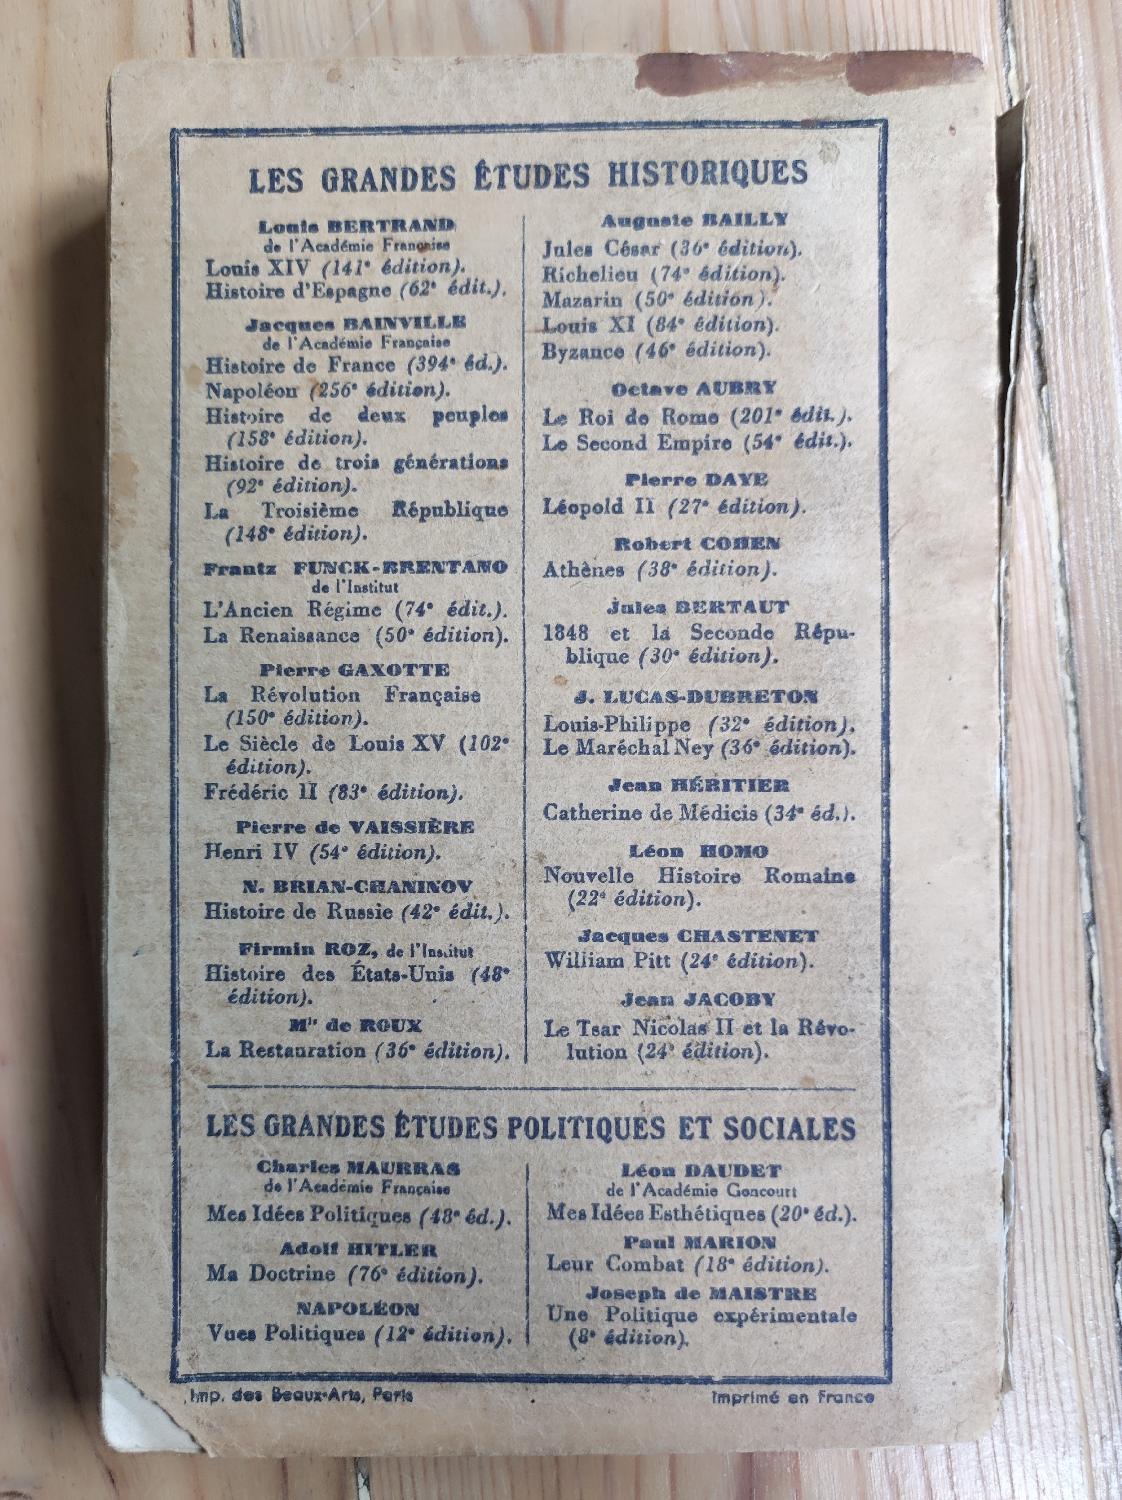 LES GRANDES ÉTUDES HISTORIQUES
Louis BERTRAND
de l'Académie Française
Louis XIV (141e édition).
Histoire d'Espagne (62e édit.).
Jacques BAINVILLE
de l'Académie Française
Histoire de France (394e éd.).
Napoléon (256e édition).
Histoire de deux peuples
(158e édition).
Histoire de trois générations
(92e édition).
La Troisième République
(148e édition).
Frantz FUNCK-BRENTANO
de l'Institut
L'Ancien Régime (74e édit.).
La Renaissance (50e édition).
Pierre GAXOTTE
La Révolution Française
(150e édition).
Le Siècle de Louis XV (102e
édition).
Frédéric II (83e édition).
Pierre de VAISSIÈRE
Henri IV (54e édition).
N. BRIAN-CHANINOV
Histoire de Russie (42e édit.).
Firmin ROZ, de l'Institut
Histoire des États-Unis (48e
édition).
Mis de ROUX
La Restauration (36e édition).
Auguste BAILLY
Jules César (36e édition).
Richelieu (74e édition).
Mazarin (50e édition).
Louis XI (84e édition).
Byzance (46e édition).
Octave AUBRY
Le Roi de Rome (201e édit.).
Le Second Empire (54e édit.).
Pierre DAYE
Léopold II (27e édition).
Robert COHEN
Athènes (38e édition).
Jules BERTAUT
1848 et la Seconde Répu-
blique (30e édition).
J. LUCAS-DUBRETON
Louis-Philippe (32e édition).
Le Maréchal Ney (36e édition).
Jean HÉRITIER
Catherine de Médicis (34e éd.).
Léon HOMO
Nouvelle Histoire Romaine
(22e édition).
Jacques CHASTENET
William Pitt (24e édition).
Jean JACOBY
Le Tsar Nicolas II et la Révo-
lution (24e édition).
LES GRANDES ÉTUDES POLITIQUES ET SOCIALES
Charles MAURRAS
de l'Académie Française
Mes Idées Politiques (48e éd.).
Adolf HITLER
Ma Doctrine (76e édition).
NAPOLÉON
Vues Politiques (12e édition).
Léon DAUDET
de l'Académie Goncourt
Mes Idées Esthétiques (20e éd.).
Paul MARION
Leur Combat (18e édition).
Joseph de MAISTRE
Une Politique expérimentale
(8e édition).
Imp. des Beaux-Arts, Paris
Imprimé en France